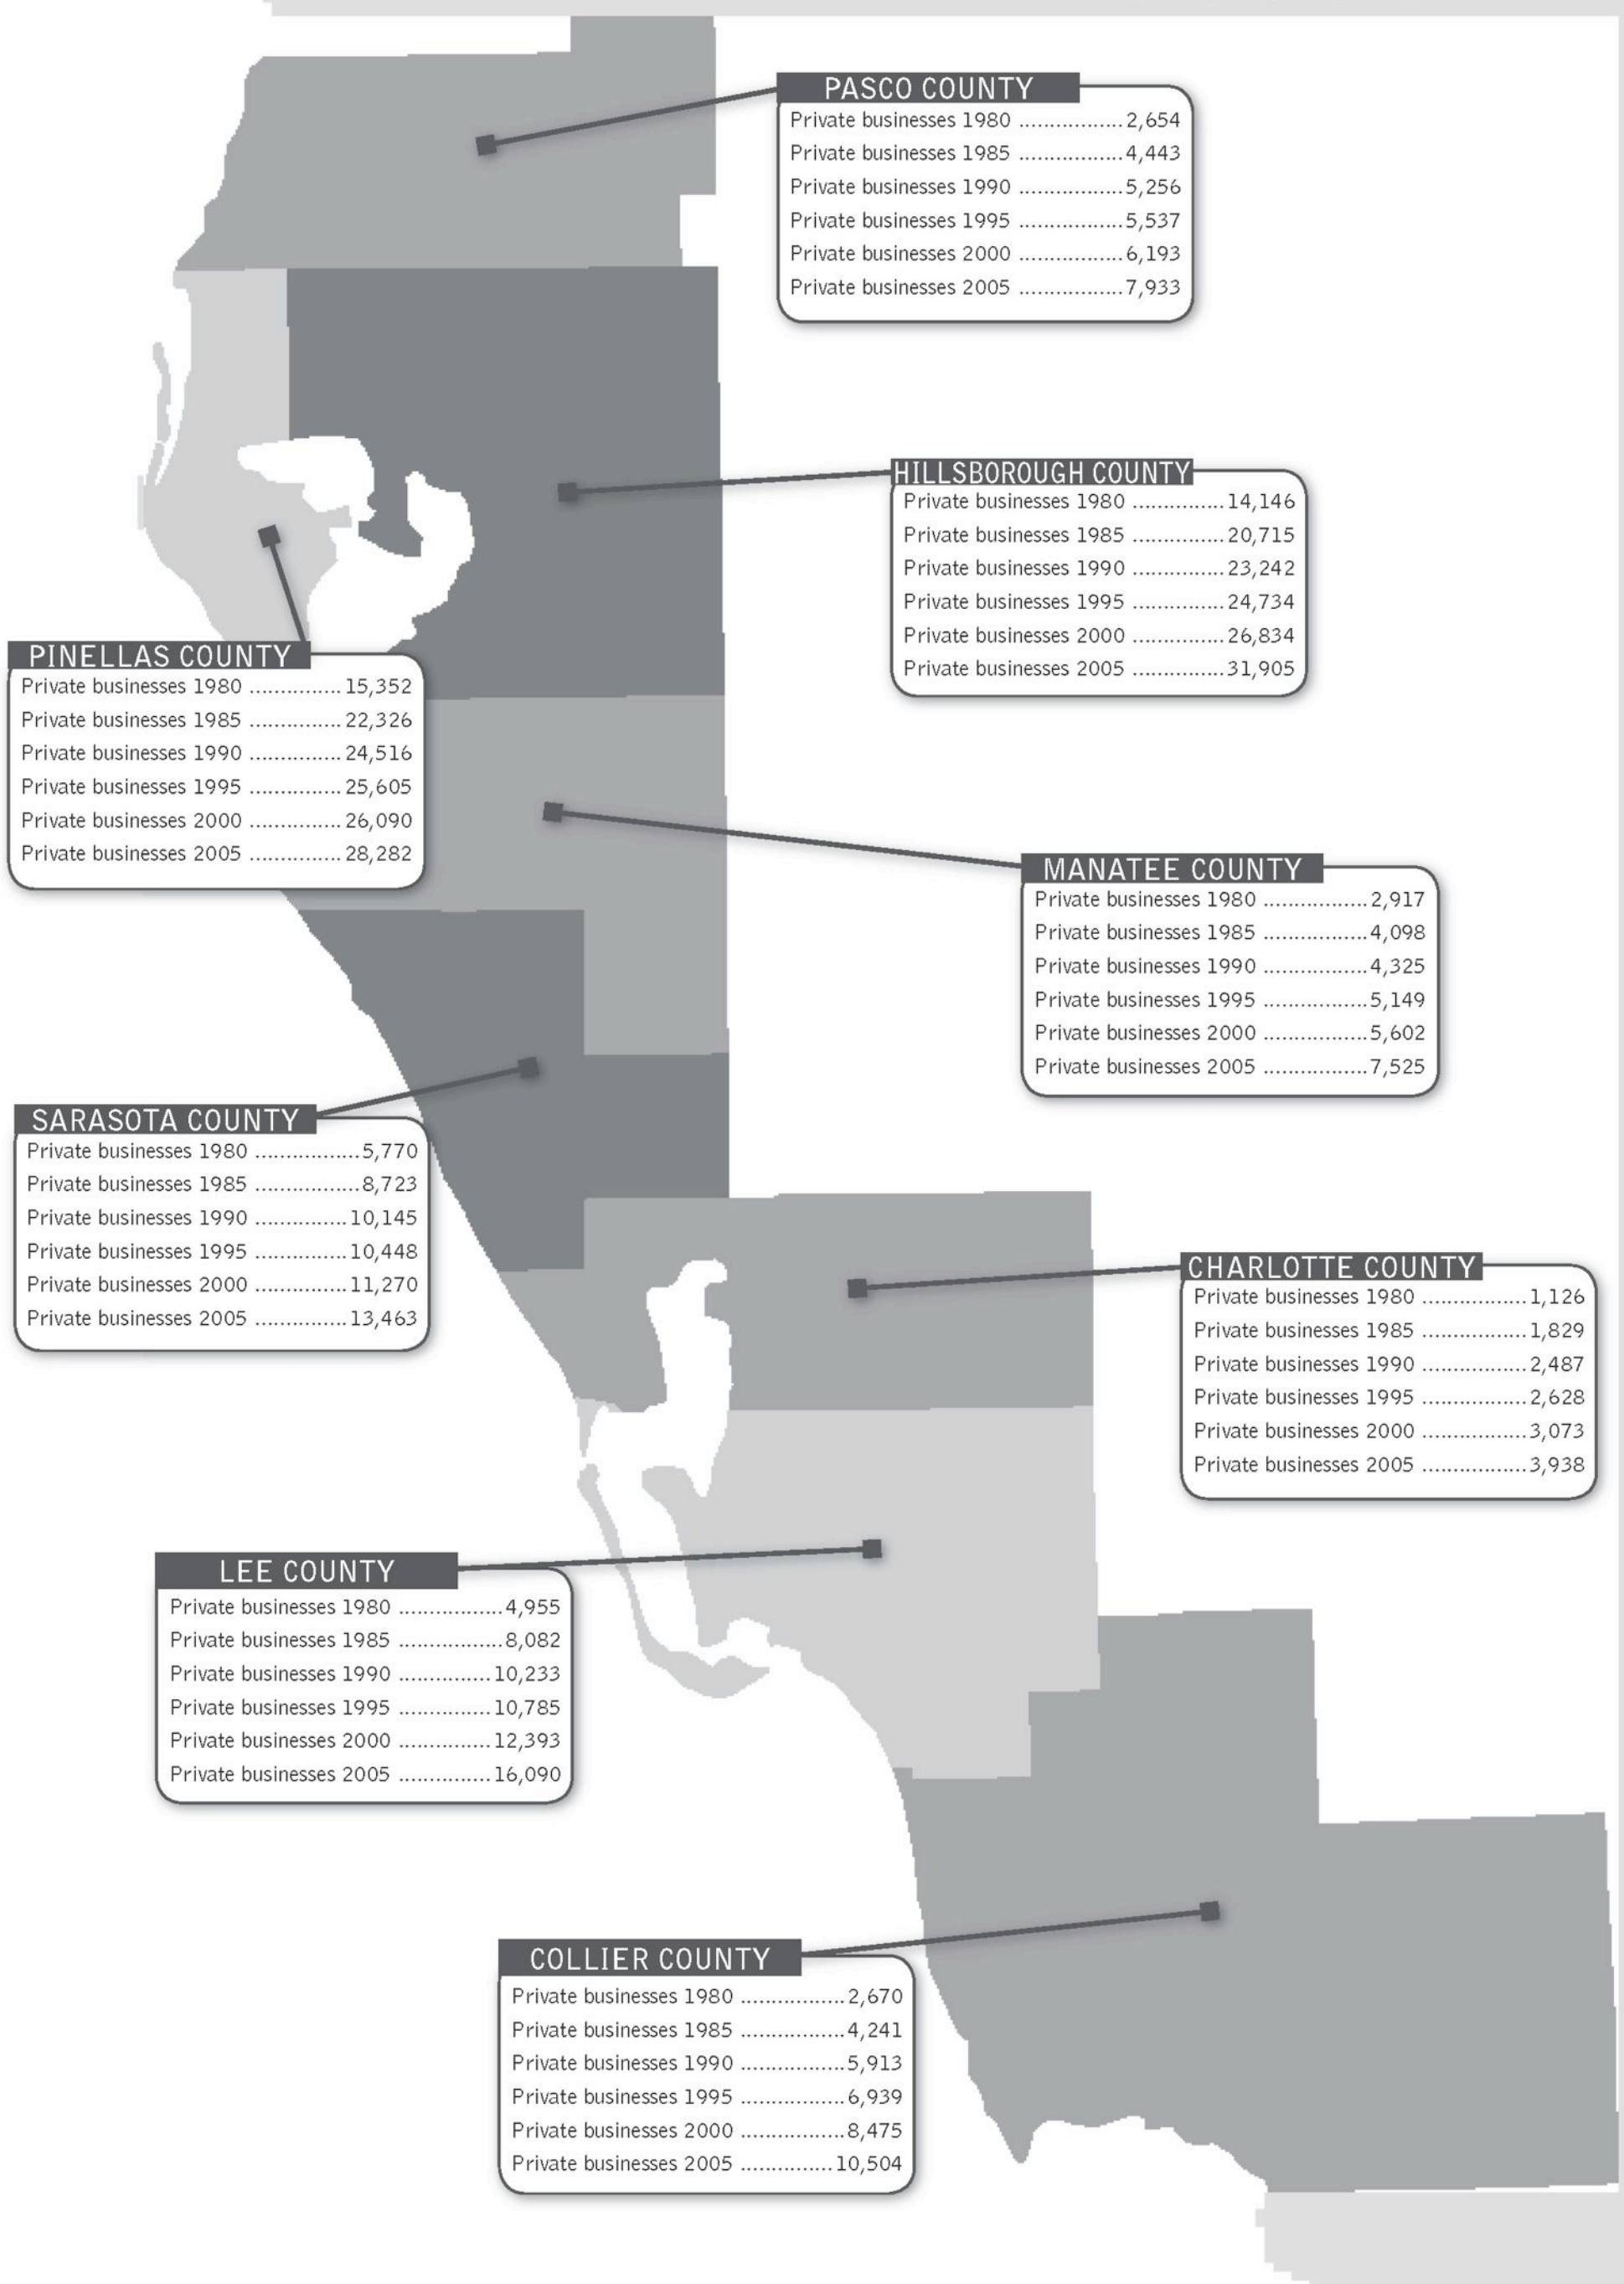 PASCO COUNTY
Private businesses 1980 ................. 2,654
Private businesses 1985 ................. 4,443
Private businesses 1990 ................. 5,256
Private businesses 1995 ................. 5,537
Private businesses 2000 ................. 6,193
Private businesses 2005 ................. 7,933
HILLSBOROUGH COUNTY
Private businesses 1980 ............... 14,146
Private businesses 1985 ............... 20,715
Private businesses 1990 ............... 23,242
Private businesses 1995 ............... 24,734
Private businesses 2000 ............... 26,834
Private businesses 2005 ............... 31,905
PINELLAS COUNTY
Private businesses 1980 ............... 15,352
Private businesses 1985 ............... 22,326
Private businesses 1990 ............... 24,516
Private businesses 1995 ............... 25,605
Private businesses 2000 ............... 26,090
Private businesses 2005 ............... 28,282
MANATEE COUNTY
Private businesses 1980 ................. 2,917
Private businesses 1985 ................. 4,098
Private businesses 1990 ................. 4,325
Private businesses 1995 ................. 5,149
Private businesses 2000 ................. 5,602
Private businesses 2005 ................. 7,525
SARASOTA COUNTY
Private businesses 1980 ................. 5,770
Private businesses 1985 ................. 8,723
Private businesses 1990 ............... 10,145
Private businesses 1995 ............... 10,448
Private businesses 2000 ............... 11,270
Private businesses 2005 ............... 13,463
CHARLOTTE COUNTY
Private businesses 1980 ................. 1,126
Private businesses 1985 ................. 1,829
Private businesses 1990 ................. 2,487
Private businesses 1995 ................. 2,628
Private businesses 2000 ................. 3,073
Private businesses 2005 ................. 3,938
LEE COUNTY
Private businesses 1980 ................. 4,955
Private businesses 1985 ................. 8,082
Private businesses 1990 ............... 10,233
Private businesses 1995 ............... 10,785
Private businesses 2000 ............... 12,393
Private businesses 2005 ............... 16,090
COLLIER COUNTY
Private businesses 1980 ................. 2,670
Private businesses 1985 ................. 4,241
Private businesses 1990 ................. 5,913
Private businesses 1995 ................. 6,939
Private businesses 2000 ................. 8,475
Private businesses 2005 ............... 10,504